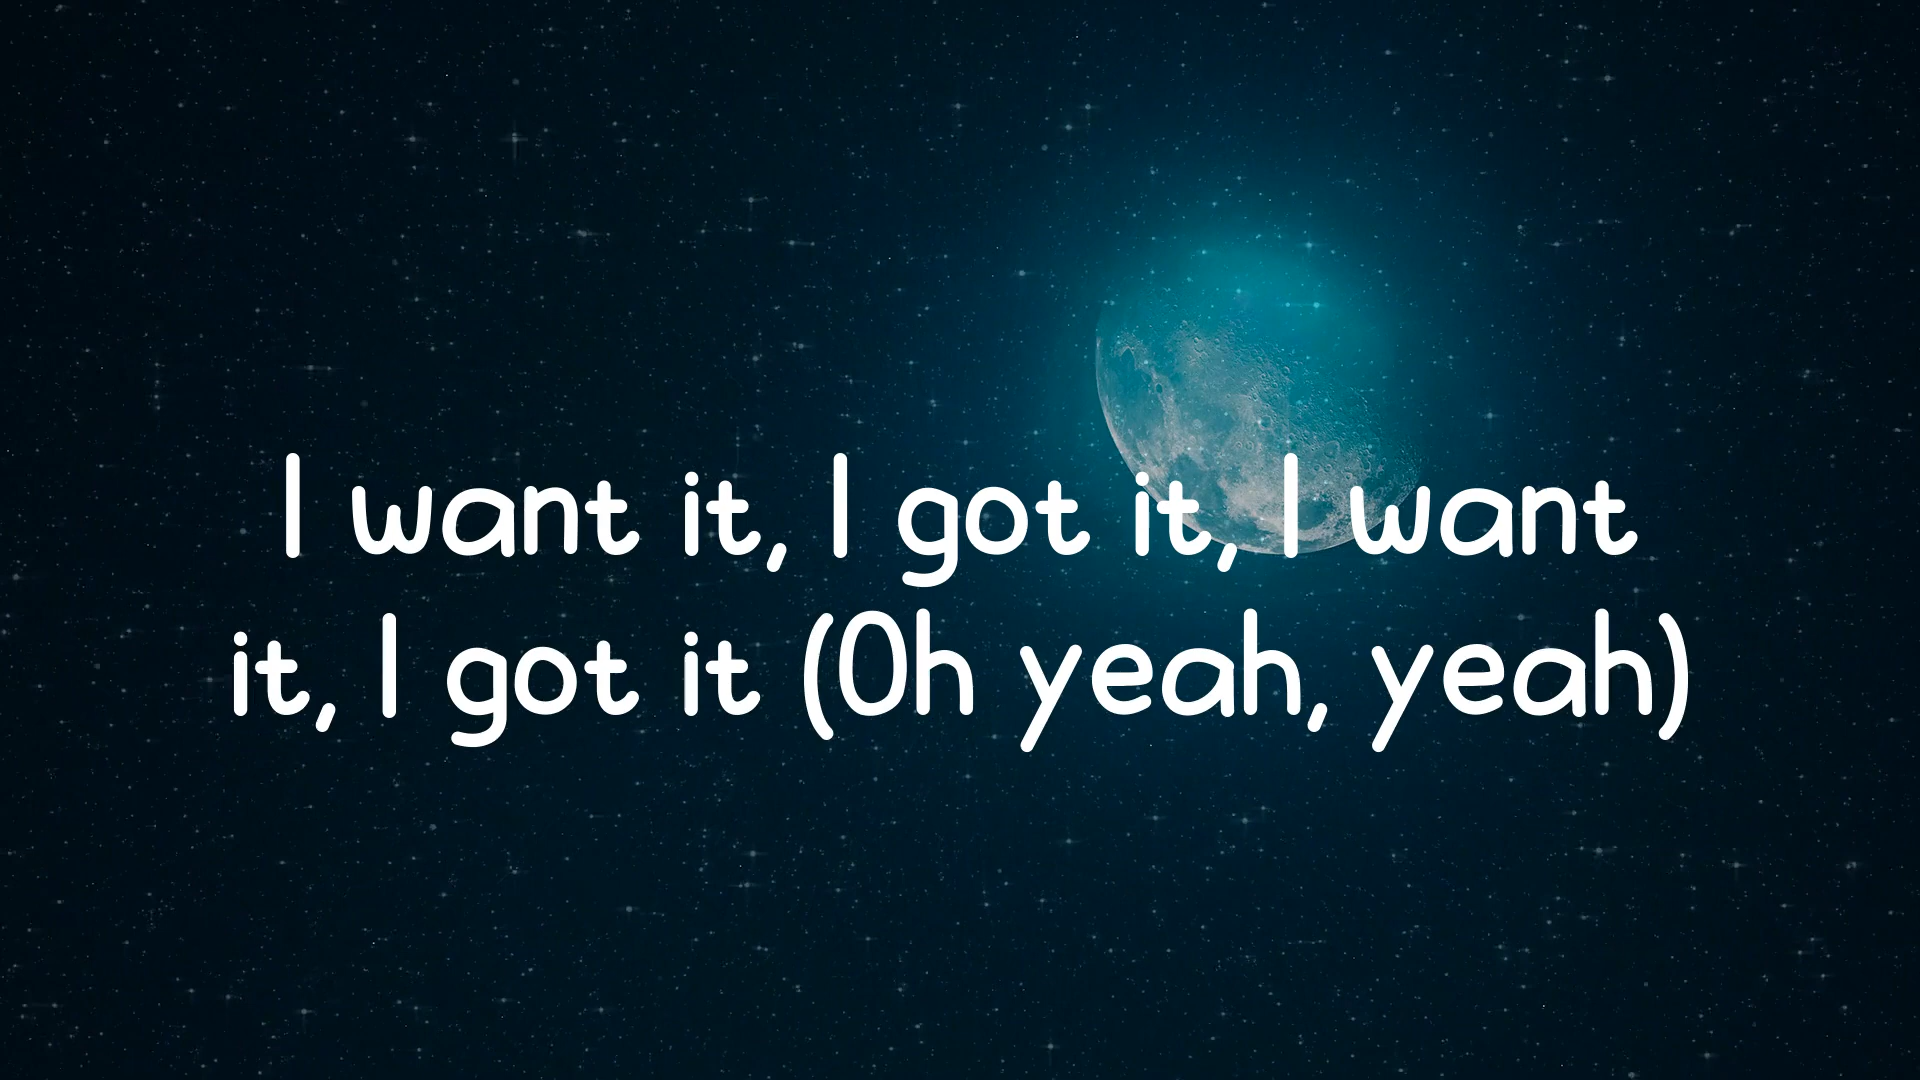 I want it, I got it, I want
it, I got it (Oh yeah, yeah)